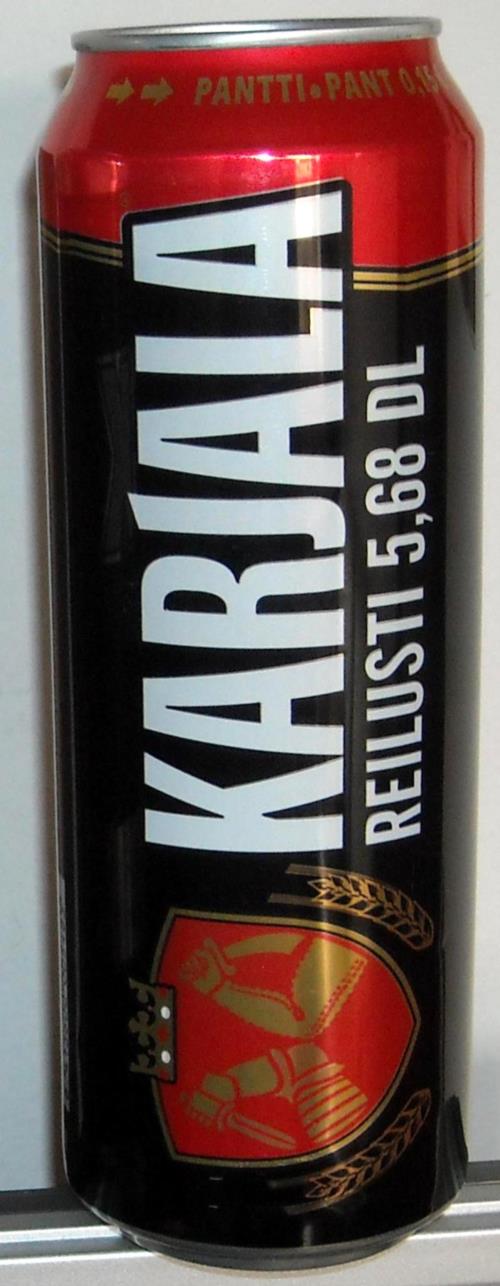 PANTTI•PANT 0,15
KARJALA
REILUSTI 5,68 DL